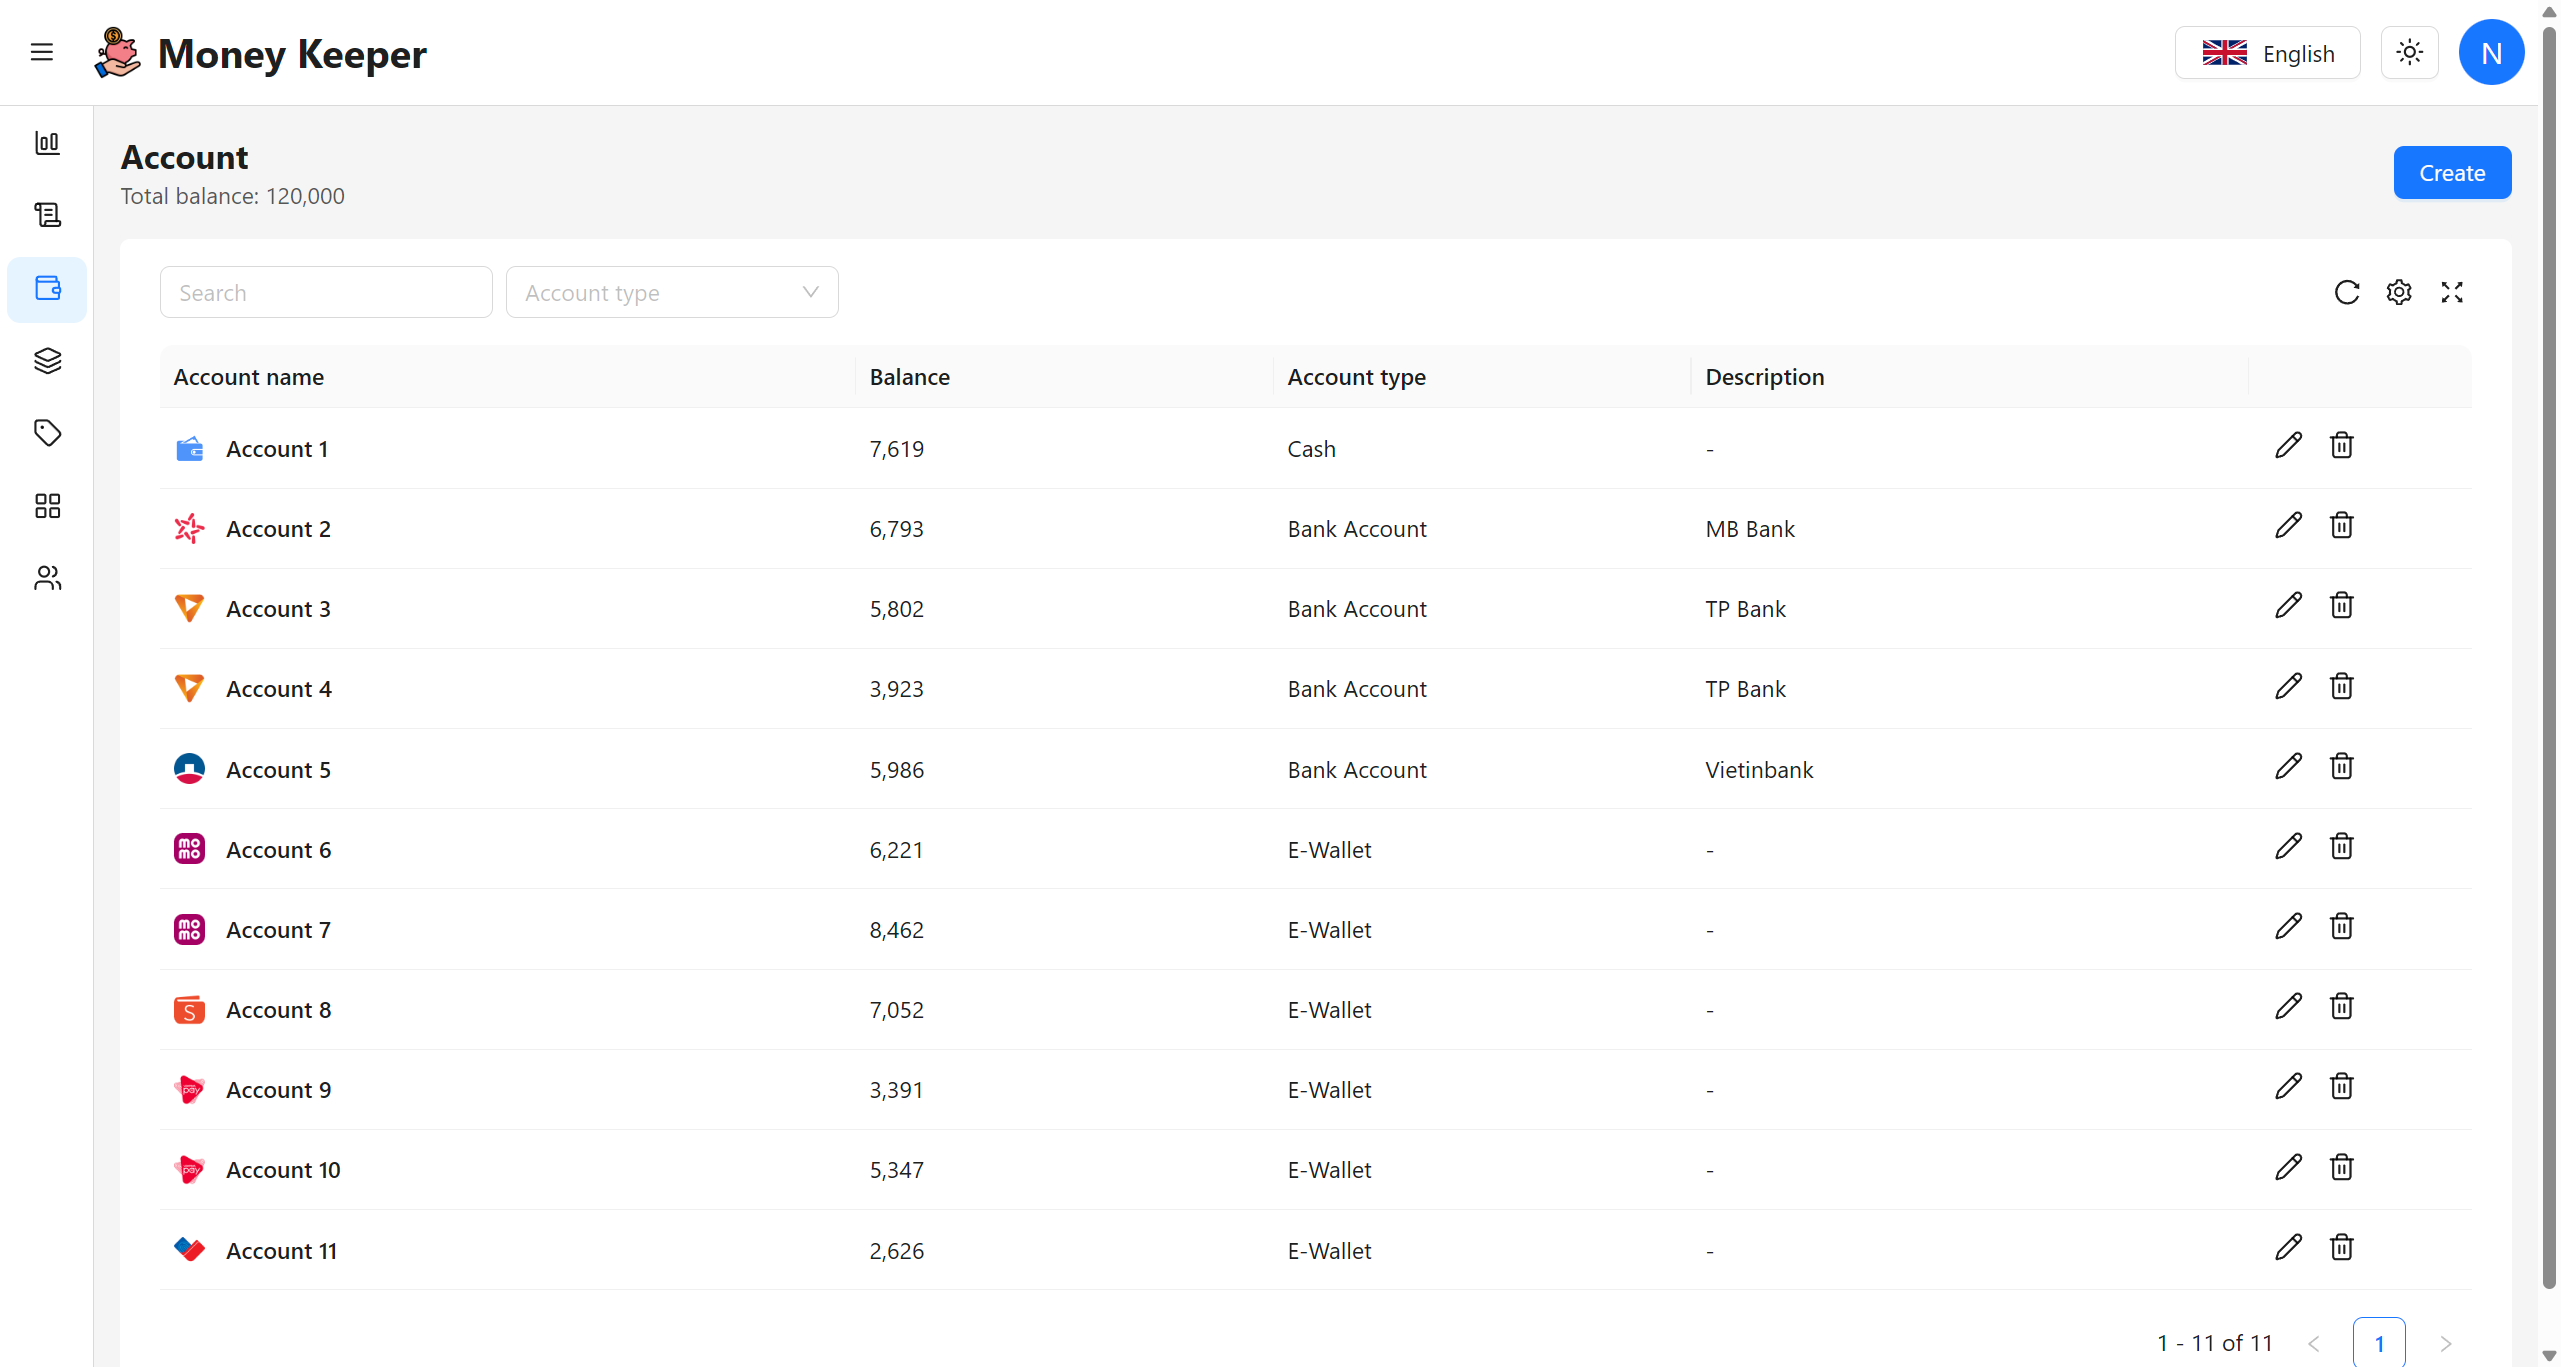 Money Keeper
English
N
Account
Total balance: 120,000
Create
Search
Account type
Account name Balance Account type Description
Account 1 7,619 Cash -
Account 2 6,793 Bank Account MB Bank
Account 3 5,802 Bank Account TP Bank
Account 4 3,923 Bank Account TP Bank
Account 5 5,986 Bank Account Vietinbank
momo Account 6 6,221 E-Wallet -
momo Account 7 8,462 E-Wallet -
S Account 8 7,052 E-Wallet -
pay Account 9 3,391 E-Wallet -
pay Account 10 5,347 E-Wallet -
Account 11 2,626 E-Wallet -
1 - 11 of 11 < 1 >